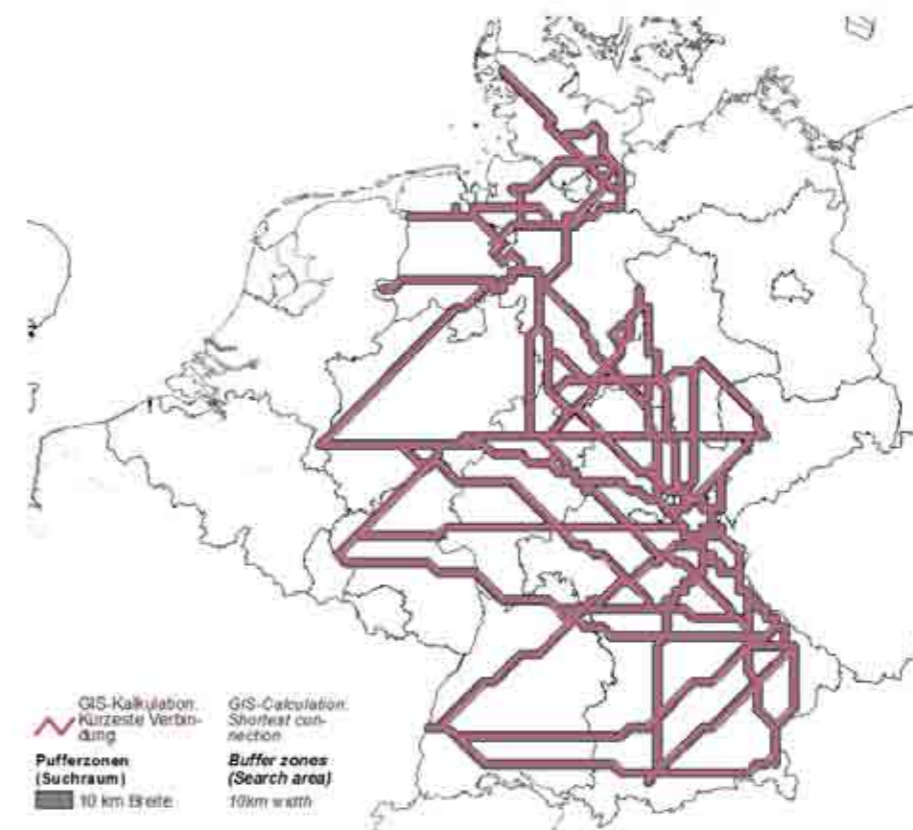 GIS-Kalkulation:
Kürzeste Verbin-
dung
Pufferzonen
(Suchraum)
10 km Breite
GIS-Calculation:
Shortest con-
nection
Buffer zones
(Search area)
10km width